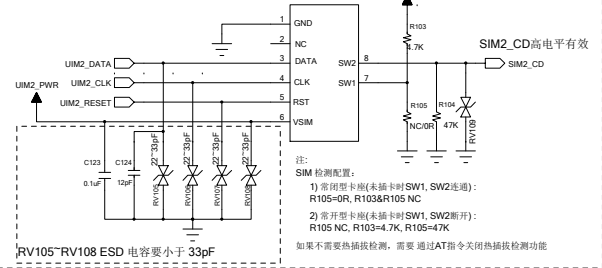 1 GND
2 NC
3 DATA
4 CLK
5 RST
6 VSIM
SW2 8
SW1 7
UIM2_DATA
UIM2_CLK
UIM2_PWR
UIM2_RESET
R103
4.7K
SIM2_CD高电平有效
SIM2_CD
R105
NC/0R
R104
47K
RV109
C123
0.1uF
C124
12pF
22~33pF
22~33pF
22~33pF
22~33pF
RV105
RV106
RV107
RV108
RV105~RV108 ESD 电容要小于 33pF
注:
SIM 检测配置:
1) 常闭型卡座(未插卡时SW1, SW2连通) :
R105=0R, R103&R105 NC
2) 常开型卡座(未插卡时SW1, SW2断开) :
R105 NC, R103=4.7K, R105=47K
如果不需要热插拔检测，需要 通过AT指令关闭热插拔检测功能